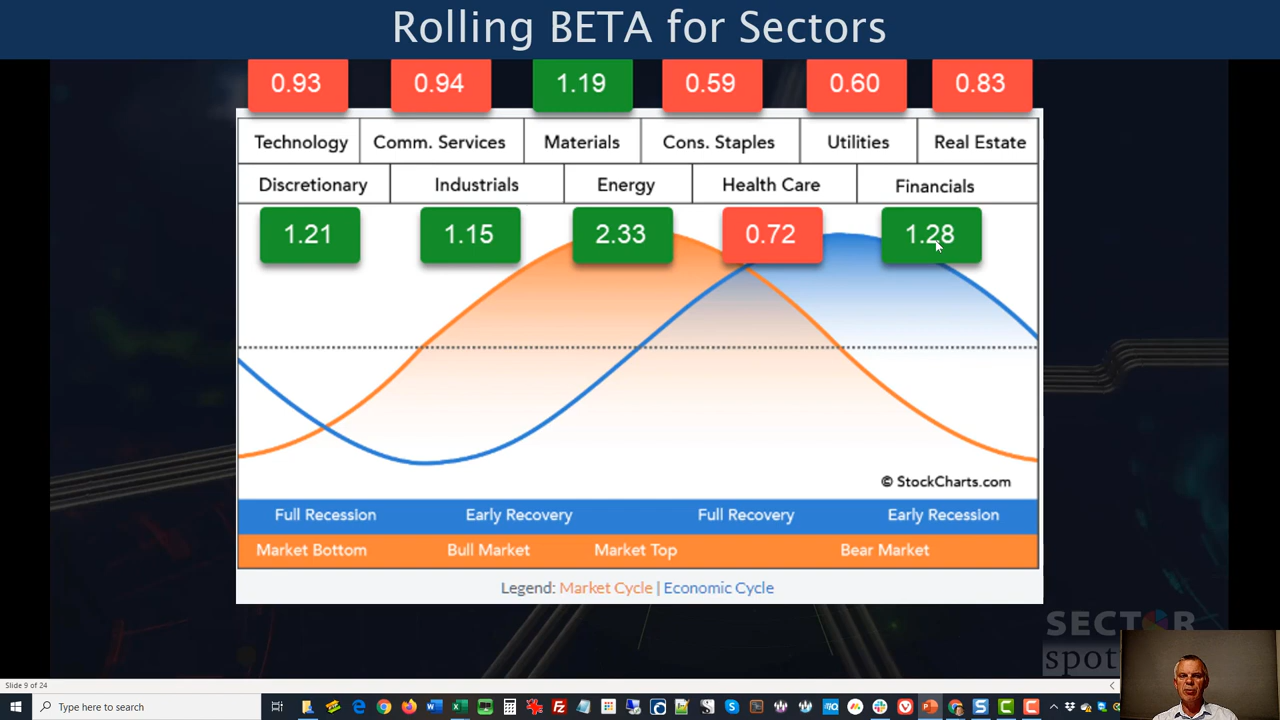 Rolling BETA for Sectors
0.93 0.94 1.19 0.59 0.60 0.83
Technology Comm. Services Materials Cons. Staples Utilities Real Estate
Discretionary Industrials Energy Health Care Financials
1.21 1.15 2.33 0.72 1.28
© StockCharts.com
Full Recession Early Recovery Full Recovery Early Recession
Market Bottom Bull Market Market Top Bear Market
Legend: Market Cycle | Economic Cycle
SECTOR
spot
Slide 9 of 24
Type here to search